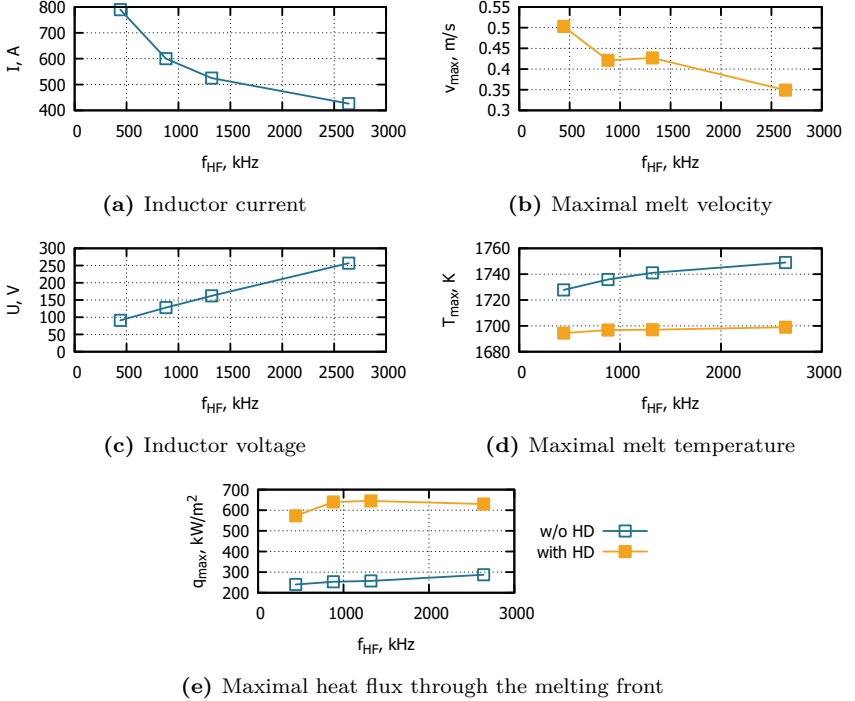 800
700
600
500
400
I, A
0 500 1000 1500 2000 2500 3000
f_HF, kHz
(a) Inductor current
0.55
0.5
0.45
0.4
0.35
0.3
v_max, m/s
0 500 1000 1500 2000 2500 3000
f_HF, kHz
(b) Maximal melt velocity
300
250
200
150
100
50
0
U, V
0 500 1000 1500 2000 2500 3000
f_HF, kHz
(c) Inductor voltage
1760
1740
1720
1700
1680
T_max, K
0 1000 2000 3000
f_HF, kHz
(d) Maximal melt temperature
700
600
500
400
300
200
q_max, kW/m²
0 1000 2000 3000
f_HF, kHz
w/o HD
with HD
(e) Maximal heat flux through the melting front